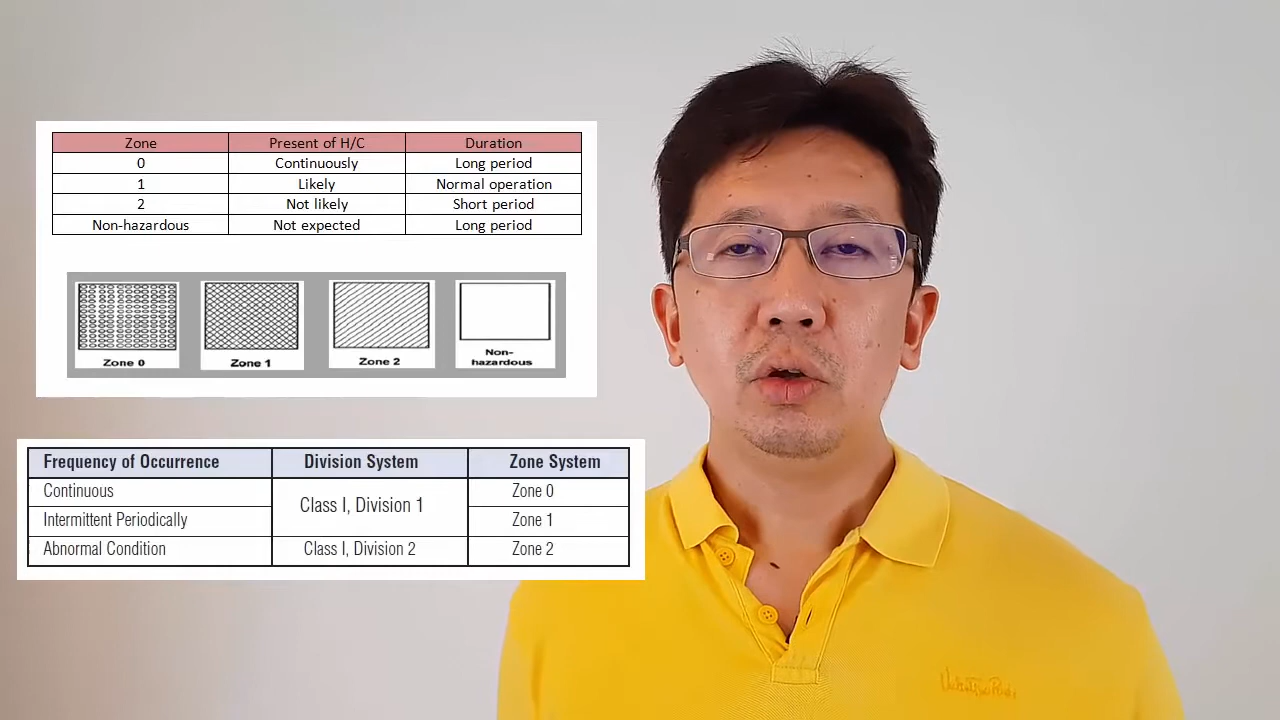 Zone Present of H/C Duration
0 Continuously Long period
1 Likely Normal operation
2 Not likely Short period
Non-hazardous Not expected Long period
Zone 0 Zone 1 Zone 2 Non-
hazardous
Frequency of Occurrence Division System Zone System
Continuous Class I, Division 1 Zone 0
Intermittent Periodically Zone 1
Abnormal Condition Class I, Division 2 Zone 2